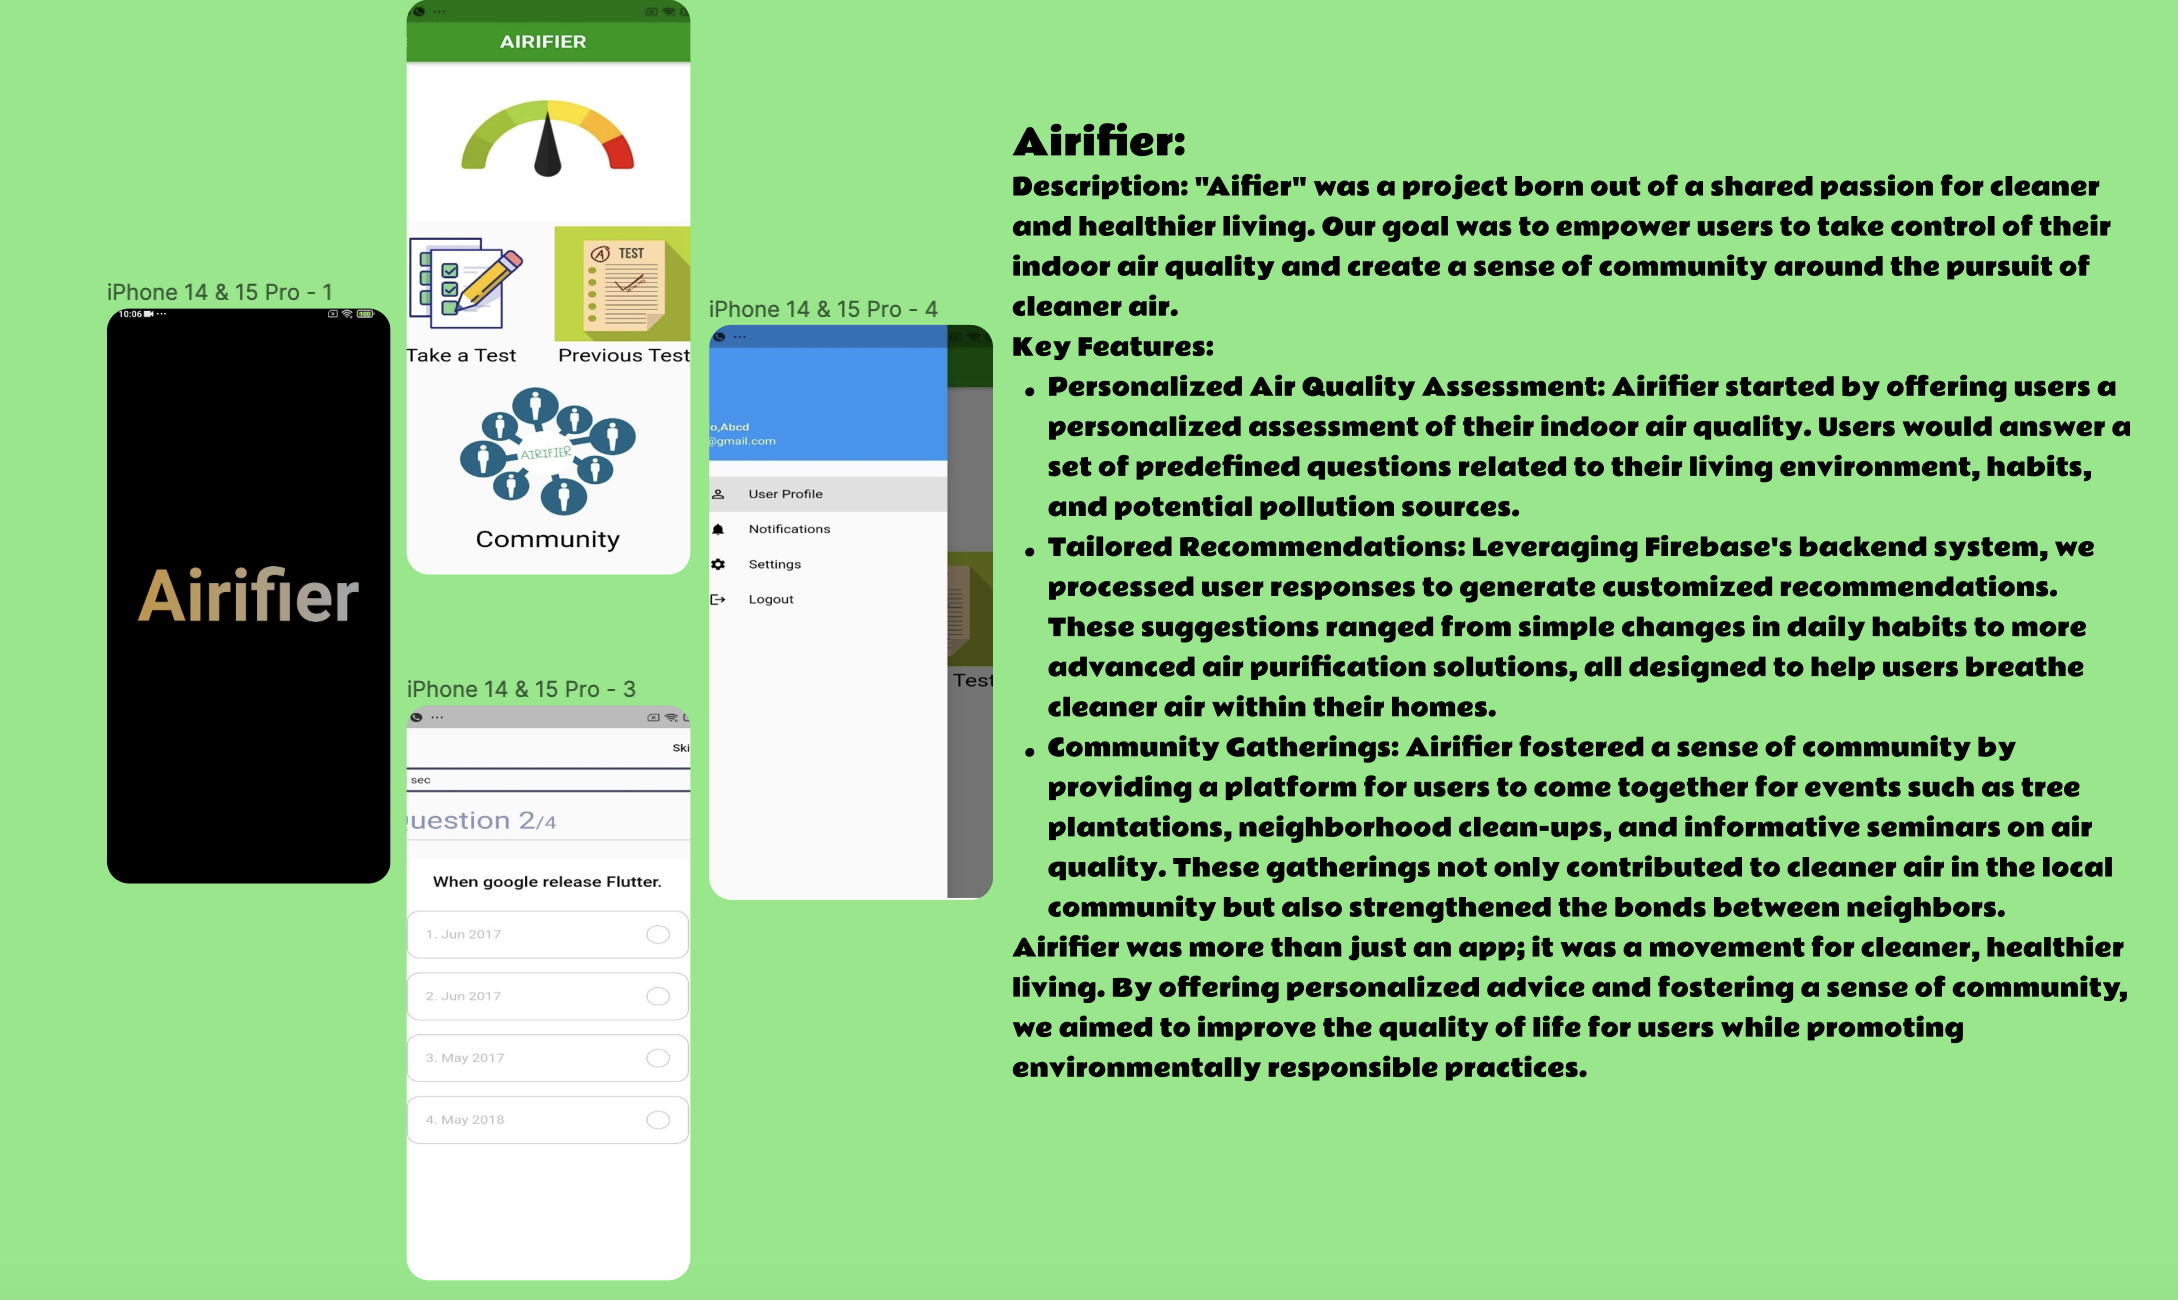 iPhone 14 & 15 Pro - 1
10:06
100
Airifier
AIRIFIER
Take a Test
TEST
A
Previous Test
AIRIFIER
Community
iPhone 14 & 15 Pro - 3
Ski
sec
uestion 2/4
When google release Flutter.
1. Jun 2017
2. Jun 2017
3. May 2017
4. May 2018
iPhone 14 & 15 Pro - 4
o,Abcd
@gmail.com
User Profile
Notifications
Settings
Logout
Test
Airifier:
Description: "Aifier" was a project born out of a shared passion for cleaner
and healthier living. Our goal was to empower users to take control of their
indoor air quality and create a sense of community around the pursuit of
cleaner air.
Key Features:
• Personalized Air Quality Assessment: Airifier started by offering users a
personalized assessment of their indoor air quality. Users would answer a
set of predefined questions related to their living environment, habits,
and potential pollution sources.
• Tailored Recommendations: Leveraging Firebase's backend system, we
processed user responses to generate customized recommendations.
These suggestions ranged from simple changes in daily habits to more
advanced air purification solutions, all designed to help users breathe
cleaner air within their homes.
• Community Gatherings: Airifier fostered a sense of community by
providing a platform for users to come together for events such as tree
plantations, neighborhood clean-ups, and informative seminars on air
quality. These gatherings not only contributed to cleaner air in the local
community but also strengthened the bonds between neighbors.
Airifier was more than just an app; it was a movement for cleaner, healthier
living. By offering personalized advice and fostering a sense of community,
we aimed to improve the quality of life for users while promoting
environmentally responsible practices.